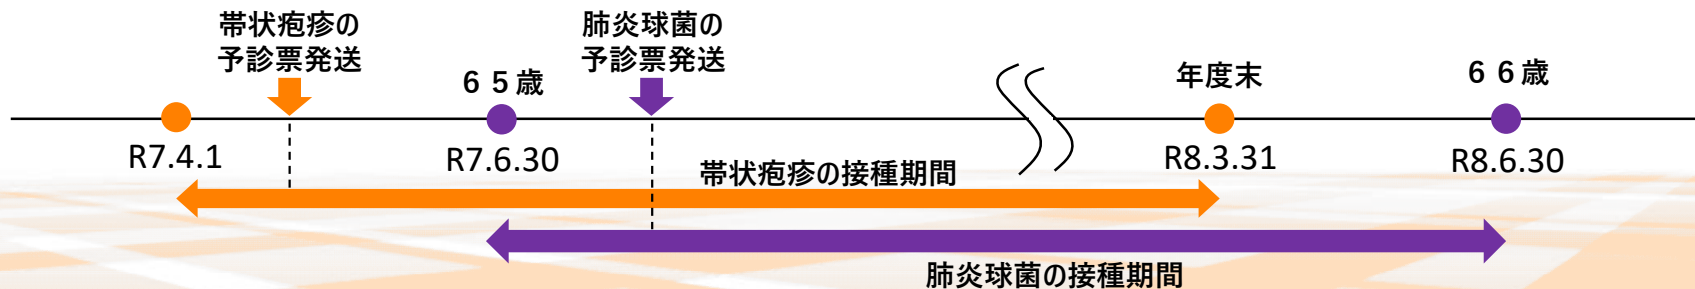 帯状疱疹の
予診票発送
肺炎球菌の
予診票発送
６５歳
年度末
６６歳
R7.4.1
R7.6.30
R8.3.31
R8.6.30
帯状疱疹の接種期間
肺炎球菌の接種期間